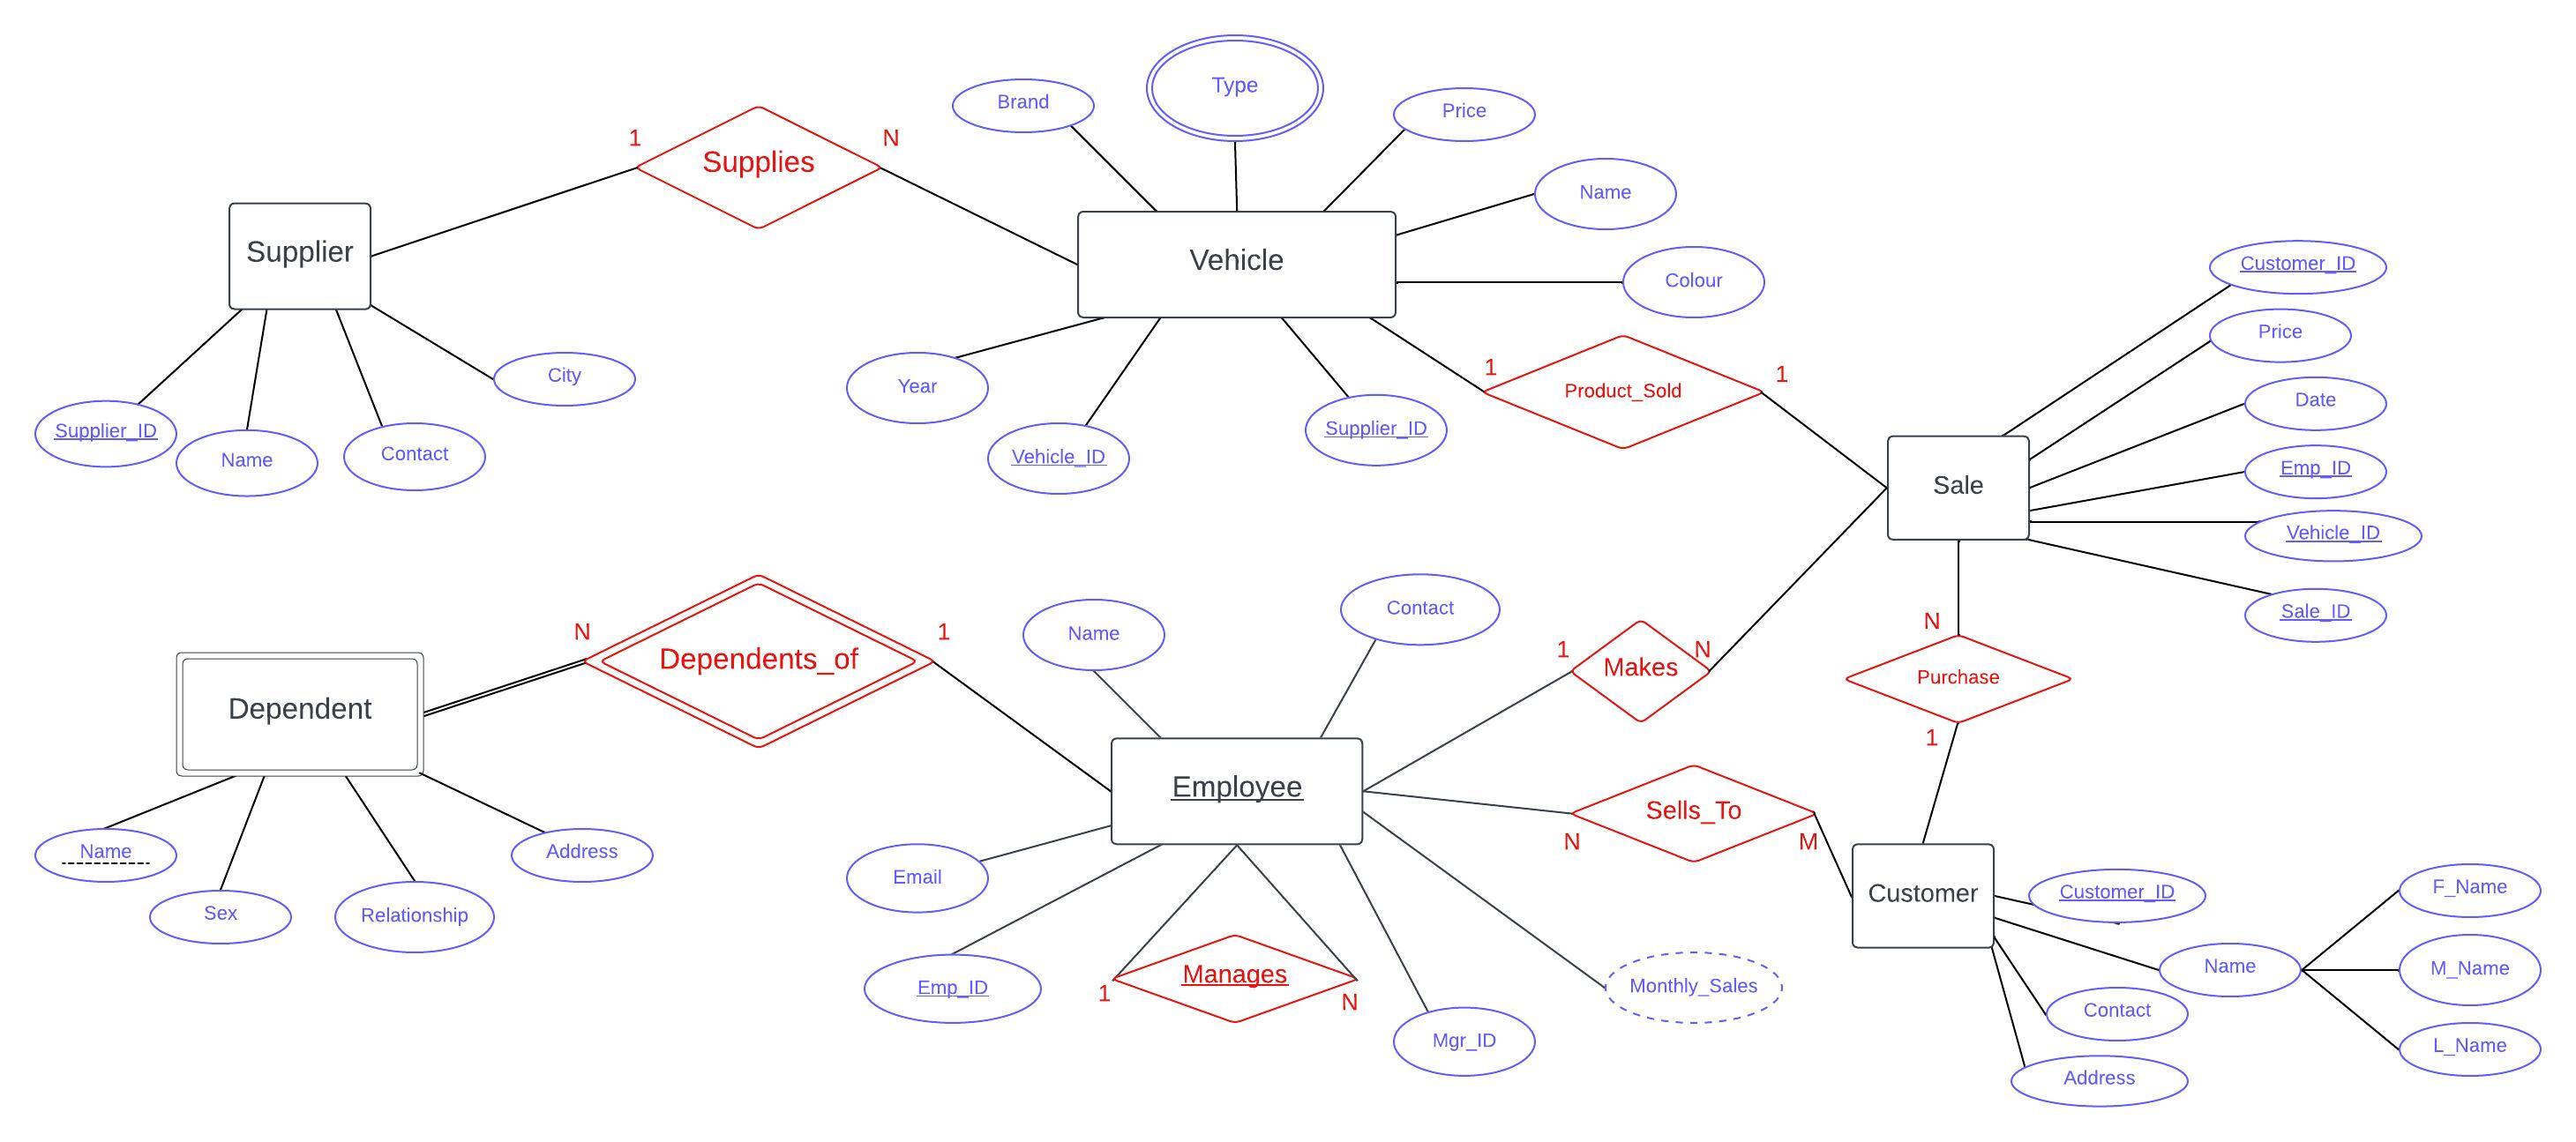 Type
Brand
Price
1
N
Supplies
Name
Supplier
Vehicle
Customer_ID
Colour
Price
1
1
City
Year
Product_Sold
Date
Supplier_ID
Name
Contact
Vehicle_ID
Supplier_ID
Emp_ID
Sale
Vehicle_ID
Sale_ID
Contact
N
1
Name
N
Dependents_of
1
Makes
N
Purchase
Dependent
1
Employee
Sells_To
N
M
Name
Address
Email
Customer
Customer_ID
F_Name
Sex
Relationship
Name
M_Name
Manages
Emp_ID
1
N
Monthly_Sales
Contact
Mgr_ID
L_Name
Address